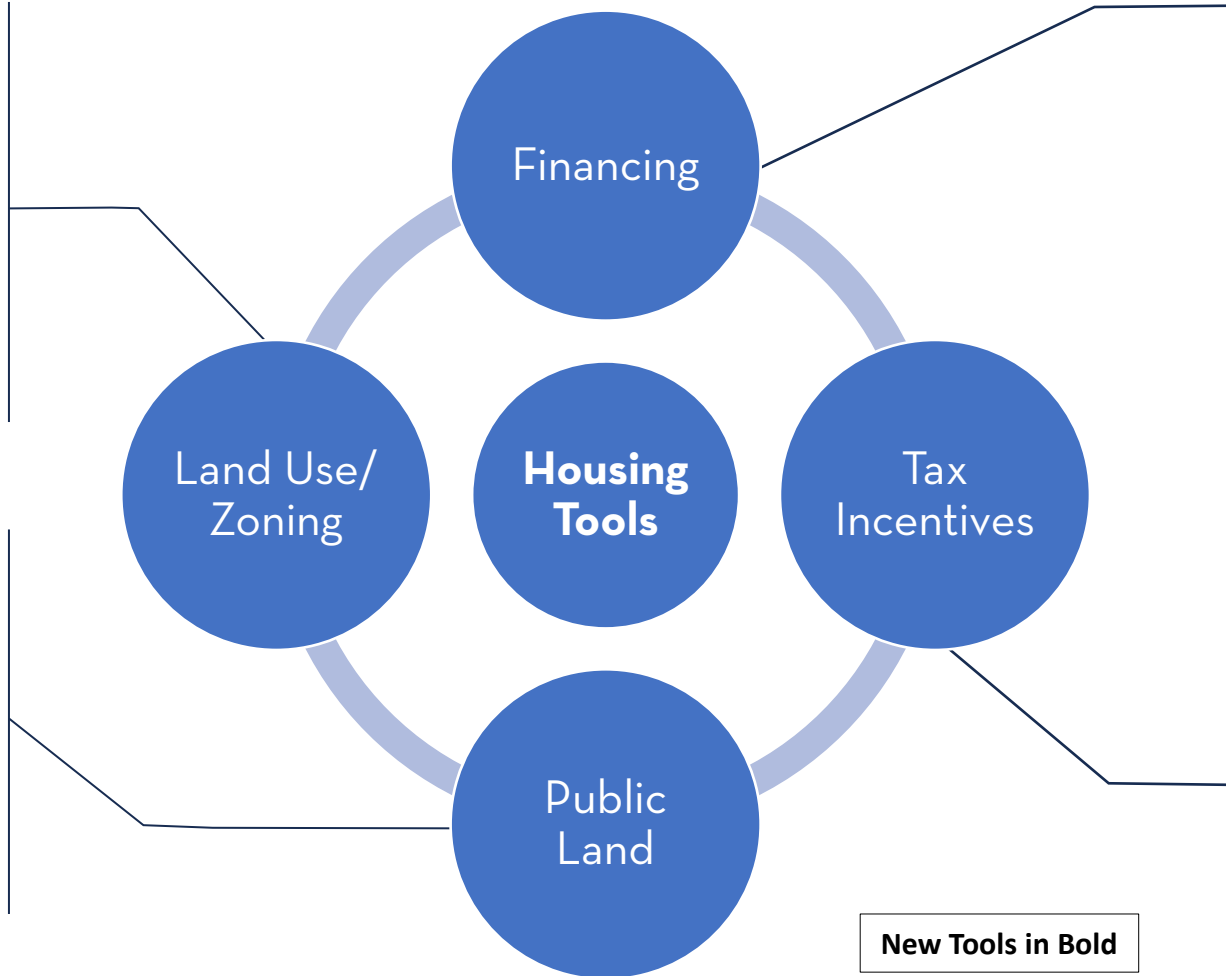 Financing
Land Use/
Zoning
Housing
Tools
Tax
Incentives
Public
Land
New Tools in Bold